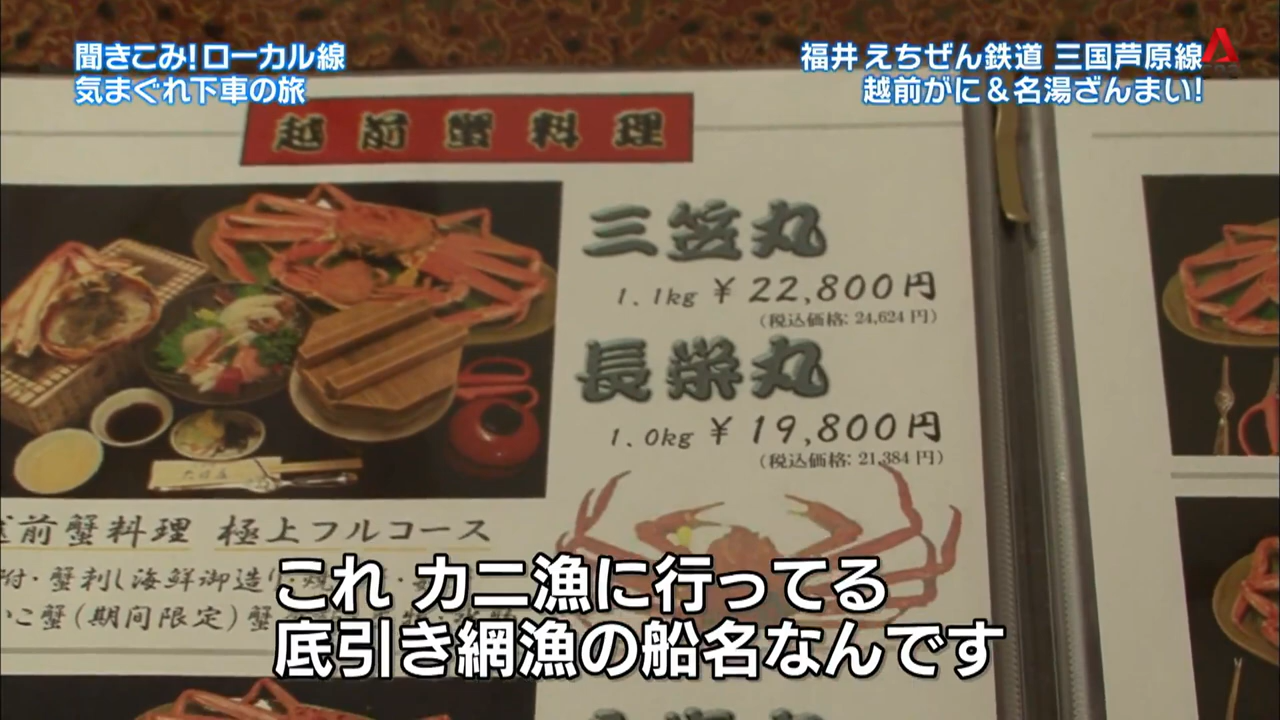 聞きこみ!ローカル線
気まぐれ下車の旅
福井 えちぜん鉄道 三国芦原線
越前がに&名湯ざんまい!
越前蟹料理
三笠丸
1.1kg ¥22,800円
(税込価格: 24,624円)
長栄丸
1.0kg ¥19,800円
(税込価格: 21,384円)
前蟹料理 極上フルコース
附・蟹刺し海鮮御造り
こ蟹(期間限定)蟹
これ カニ漁に行ってる
底引き網漁の船名なんです